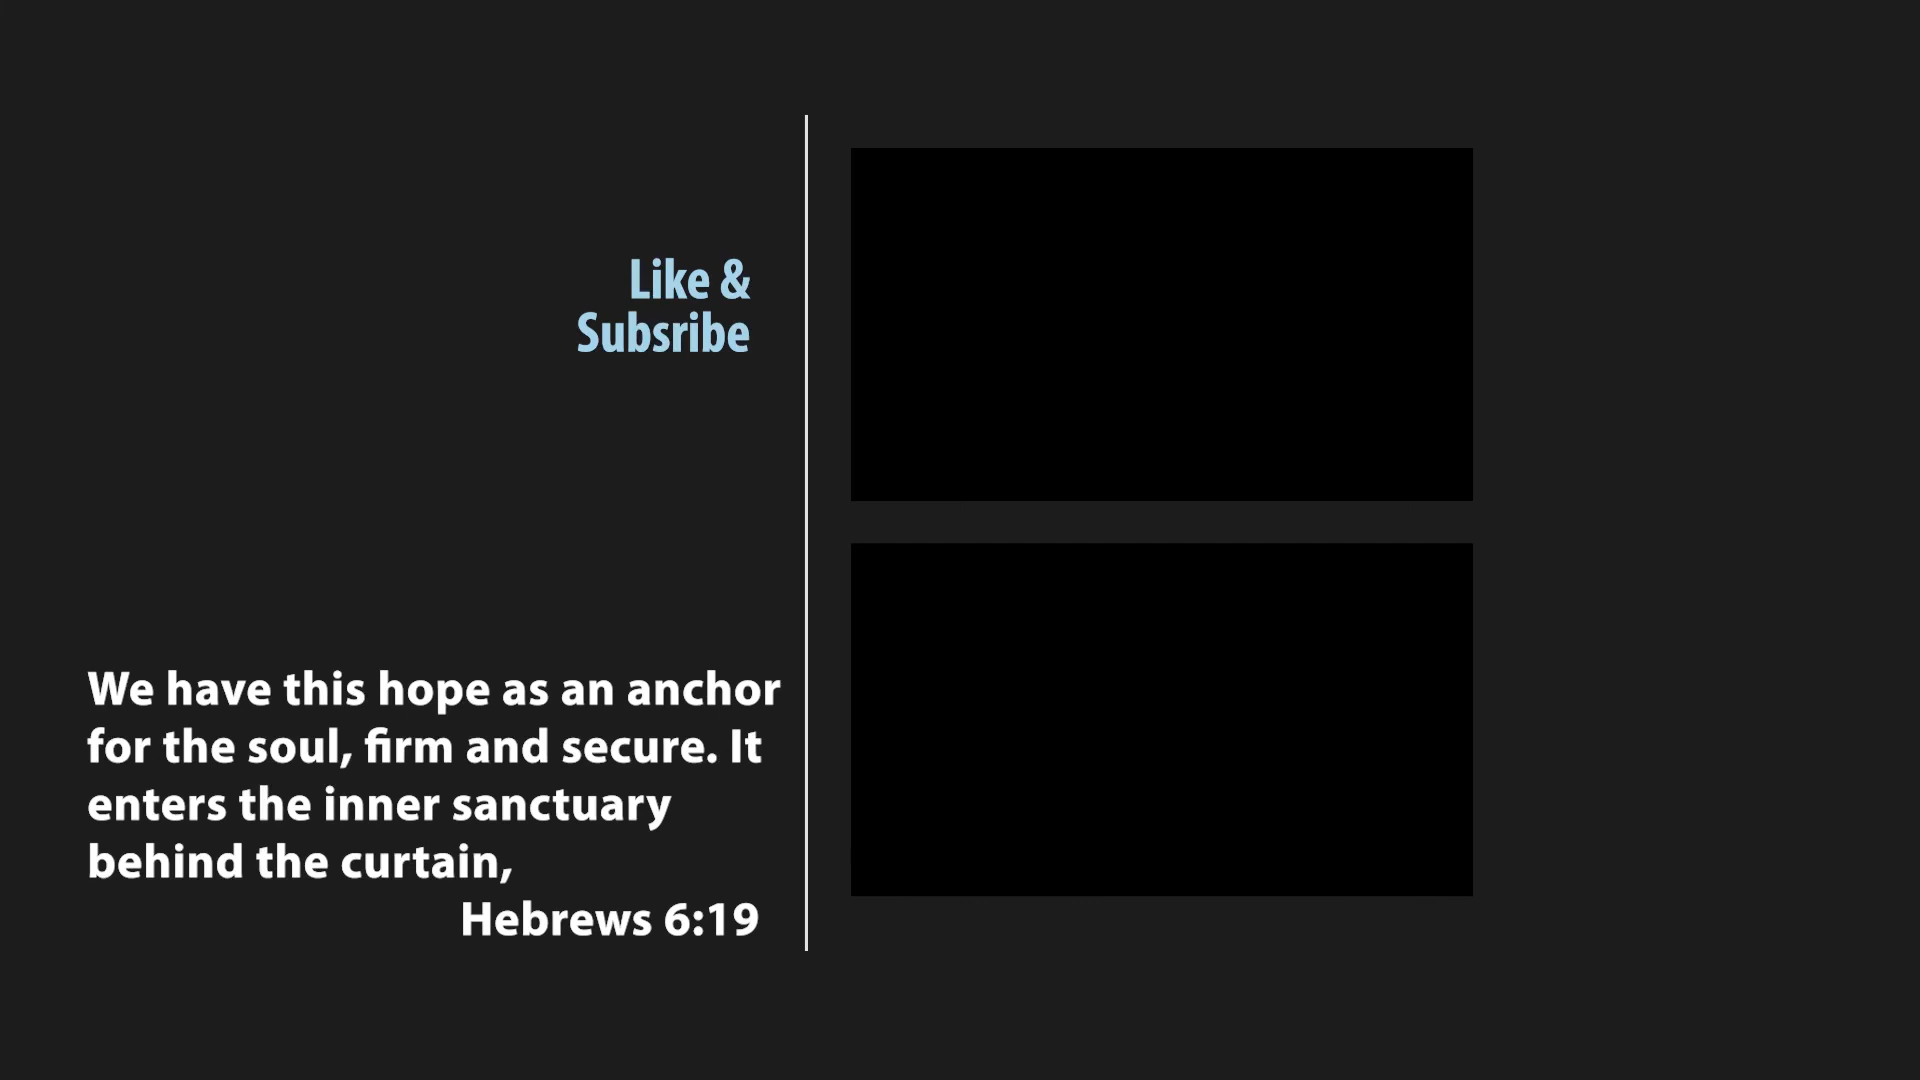 Like &
Subsribe
We have this hope as an anchor
for the soul, firm and secure. It
enters the inner sanctuary
behind the curtain,
Hebrews 6:19